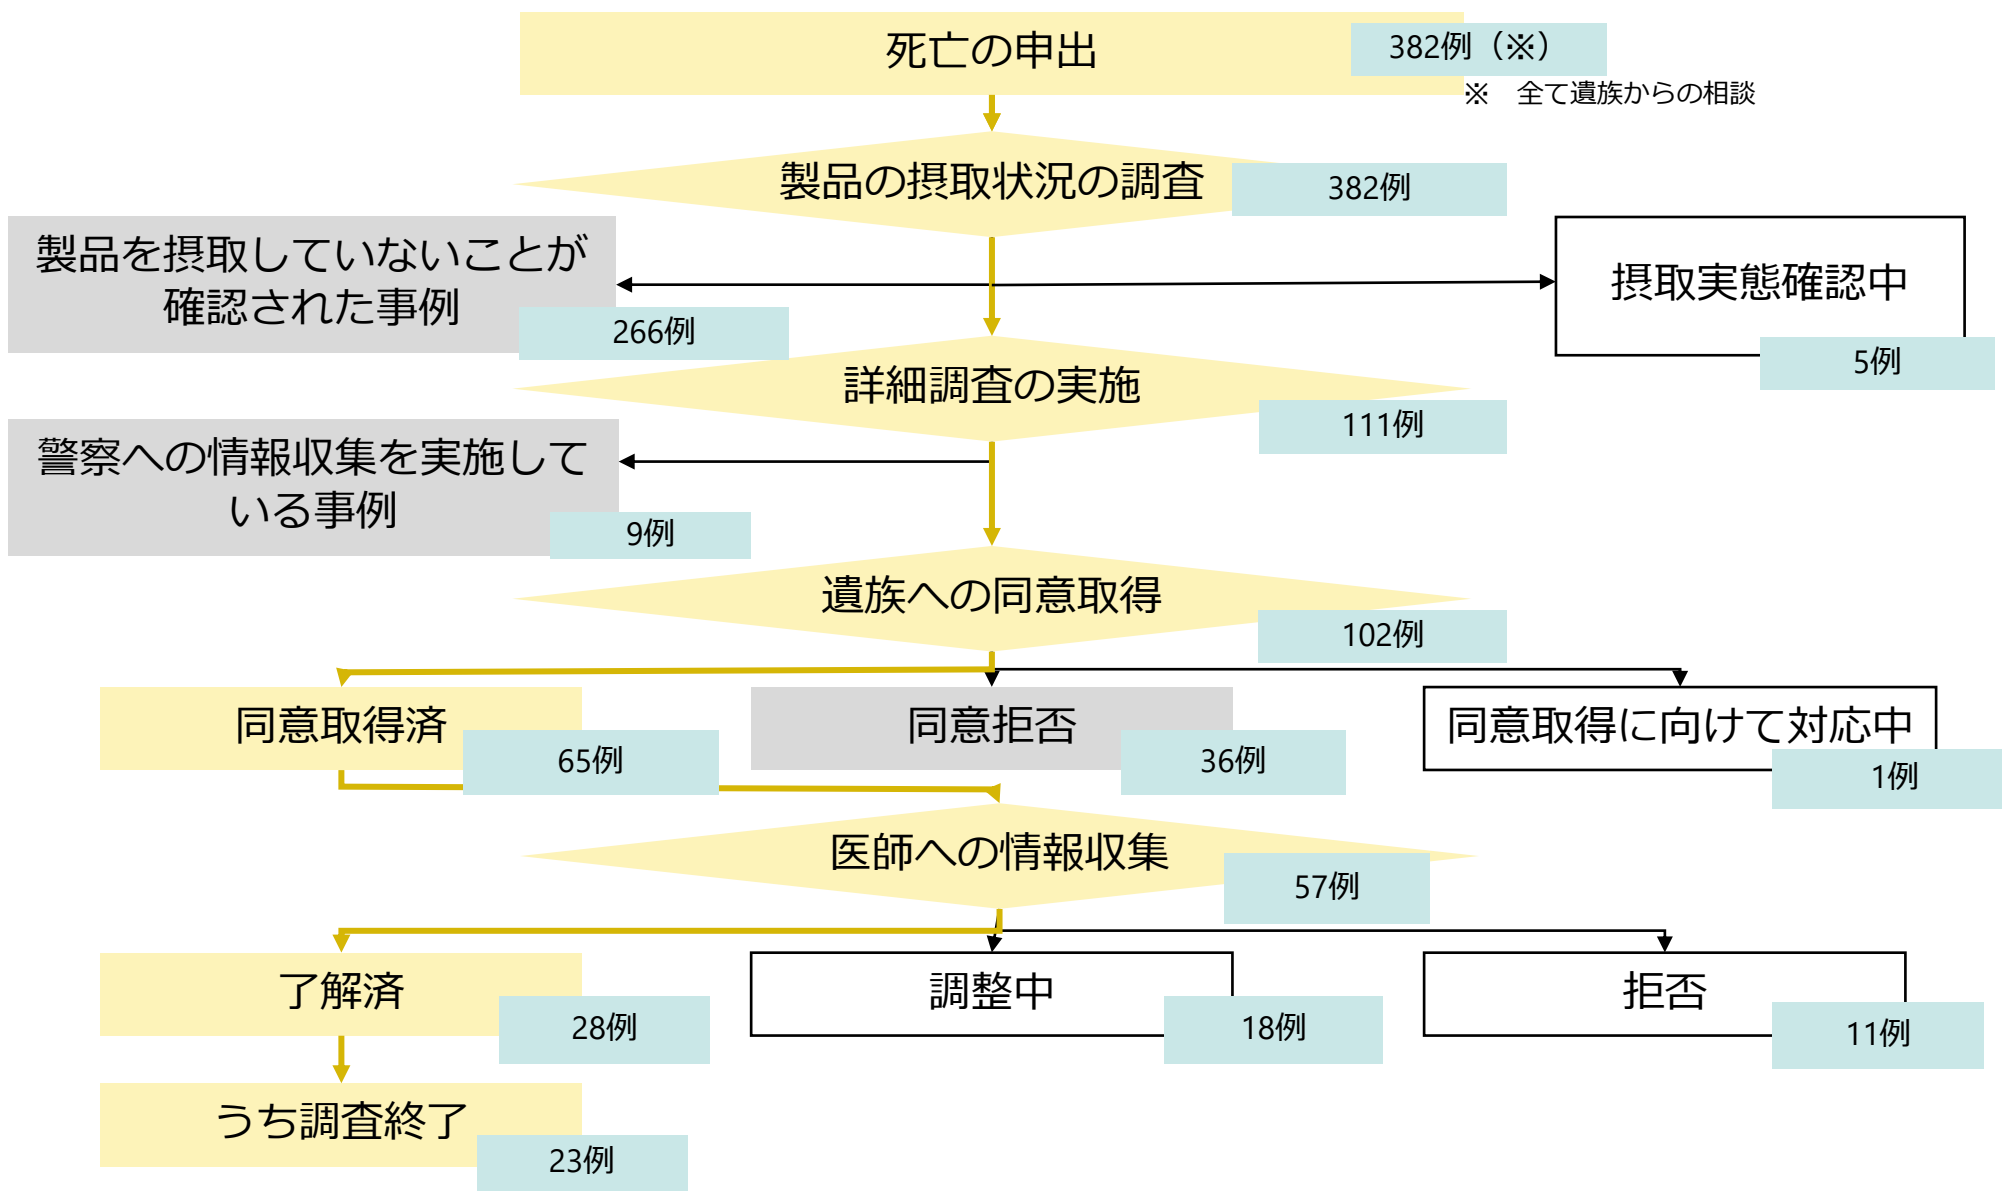 死亡の申出
382例（※）
※　全て遺族からの相談
製品の摂取状況の調査
382例
製品を摂取していないことが
確認された事例
266例
摂取実態確認中
5例
詳細調査の実施
111例
警察への情報収集を実施して
いる事例
9例
遺族への同意取得
102例
同意取得済
65例
同意拒否
36例
同意取得に向けて対応中
1例
医師への情報収集
57例
了解済
28例
調整中
18例
拒否
11例
うち調査終了
23例